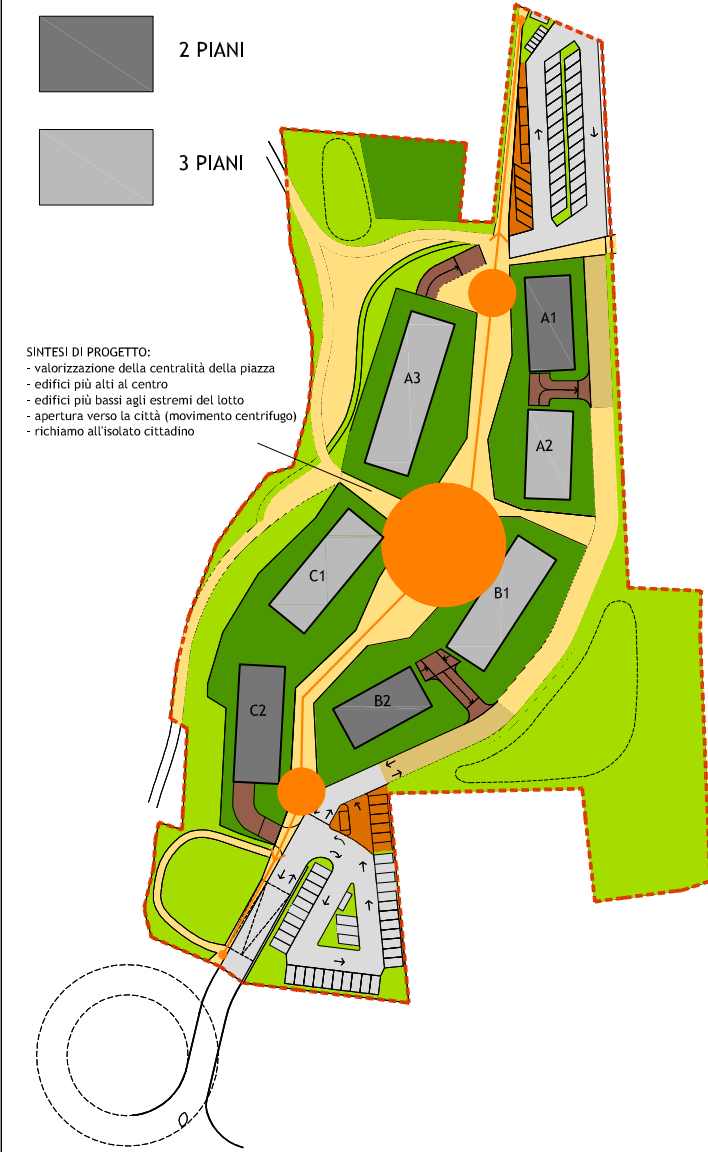 2 PIANI
3 PIANI
SINTESI DI PROGETTO:
- valorizzazione della centralità della piazza
- edifici più alti al centro
- edifici più bassi agli estremi del lotto
- apertura verso la città (movimento centrifugo)
- richiamo all'isolato cittadino
A1
A3
A2
C1
B1
B2
C2